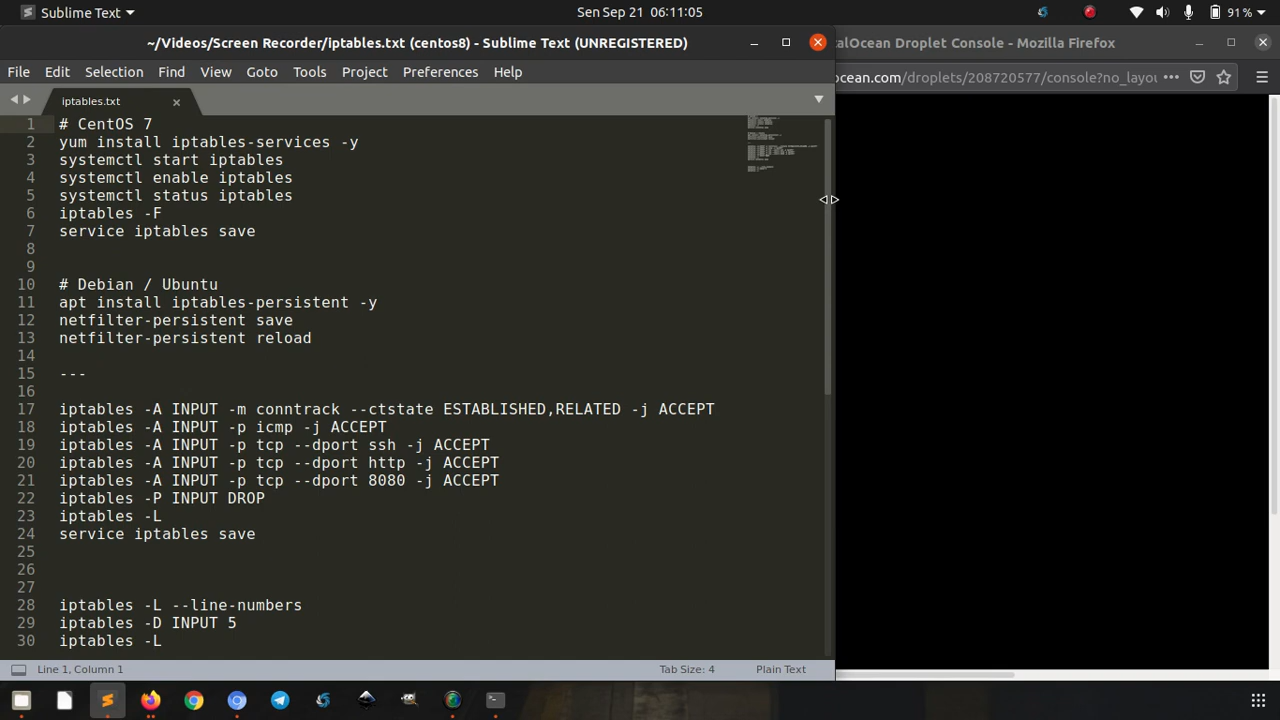 Sublime Text
Sen Sep 21  06:11:05
91%
~/Videos/Screen Recorder/iptables.txt (centos8) - Sublime Text (UNREGISTERED)
alOcean Droplet Console - Mozilla Firefox
File Edit Selection Find View Goto Tools Project Preferences Help
ocean.com/droplets/208720577/console?no_layou
iptables.txt
1 # CentOS 7
2 yum install iptables-services -y
3 systemctl start iptables
4 systemctl enable iptables
5 systemctl status iptables
6 iptables -F
7 service iptables save
8
9
10 # Debian / Ubuntu
11 apt install iptables-persistent -y
12 netfilter-persistent save
13 netfilter-persistent reload
14
15 ---
16
17 iptables -A INPUT -m conntrack --ctstate ESTABLISHED,RELATED -j ACCEPT
18 iptables -A INPUT -p icmp -j ACCEPT
19 iptables -A INPUT -p tcp --dport ssh -j ACCEPT
20 iptables -A INPUT -p tcp --dport http -j ACCEPT
21 iptables -A INPUT -p tcp --dport 8080 -j ACCEPT
22 iptables -P INPUT DROP
23 iptables -L
24 service iptables save
25
26
27
28 iptables -L --line-numbers
29 iptables -D INPUT 5
30 iptables -L
Line 1, Column 1
Tab Size: 4
Plain Text